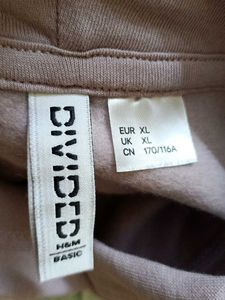 DIVIDED
H&M
BASIC
EUR XL
UK XL
CN 170/116A